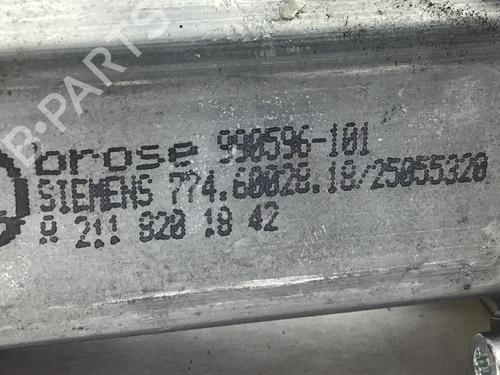 B-PARTS
brose 990596-101
SIEMENS 774.60028.18/25055320
A 211 820 18 42